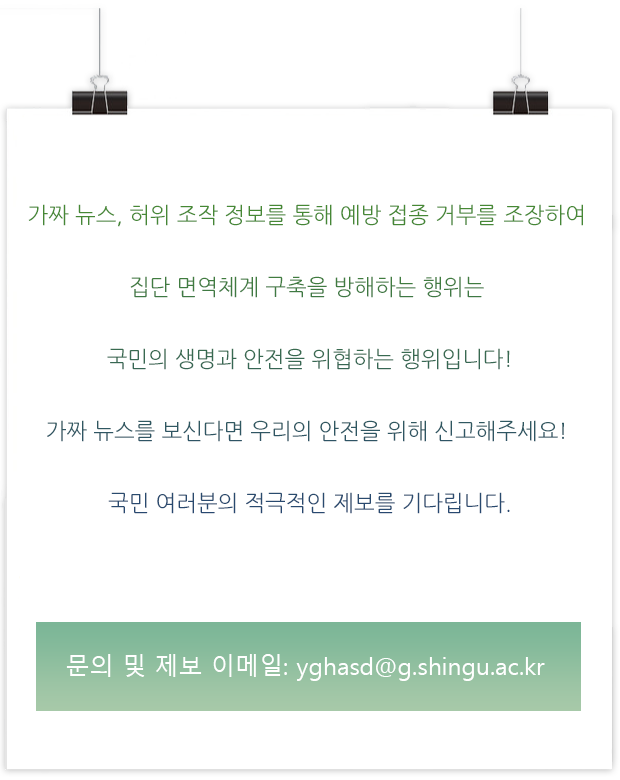 가짜 뉴스, 허위 조작 정보를 통해 예방 접종 거부를 조장하여
집단 면역체계 구축을 방해하는 행위는
국민의 생명과 안전을 위협하는 행위입니다!
가짜 뉴스를 보신다면 우리의 안전을 위해 신고해주세요!
국민 여러분의 적극적인 제보를 기다립니다.
문의 및 제보 이메일: yghasd@g.shingu.ac.kr